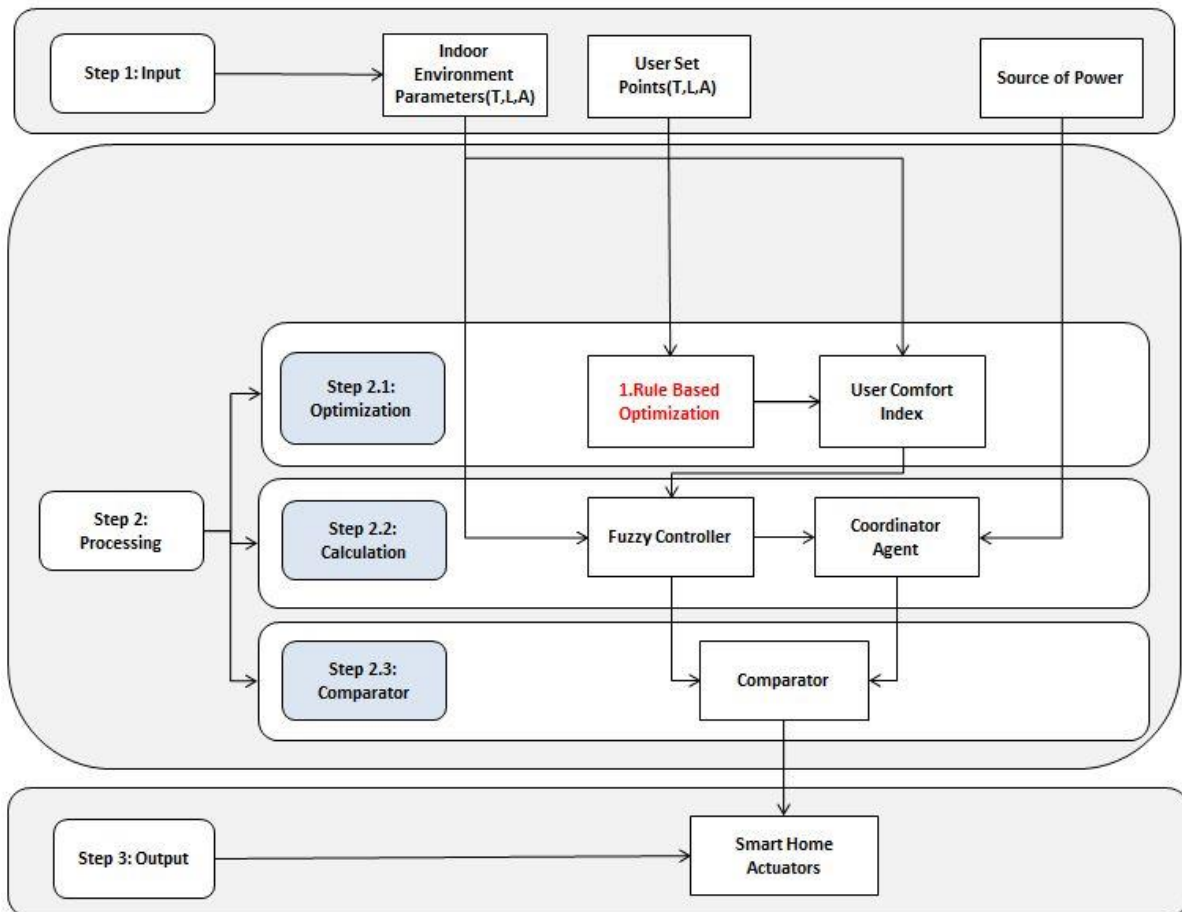 Step 1: Input
Indoor
Environment
Parameters(T,L,A)
User Set
Points(T,L,A)
Source of Power
Step 2.1:
Optimization
1.Rule Based
Optimization
User Comfort
Index
Step 2:
Processing
Step 2.2:
Calculation
Fuzzy Controller
Coordinator
Agent
Step 2.3:
Comparator
Comparator
Step 3: Output
Smart Home
Actuators